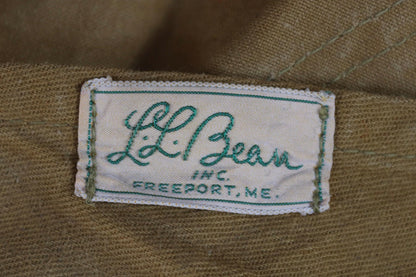 L.L. Bean
INC.
FREEPORT, ME.